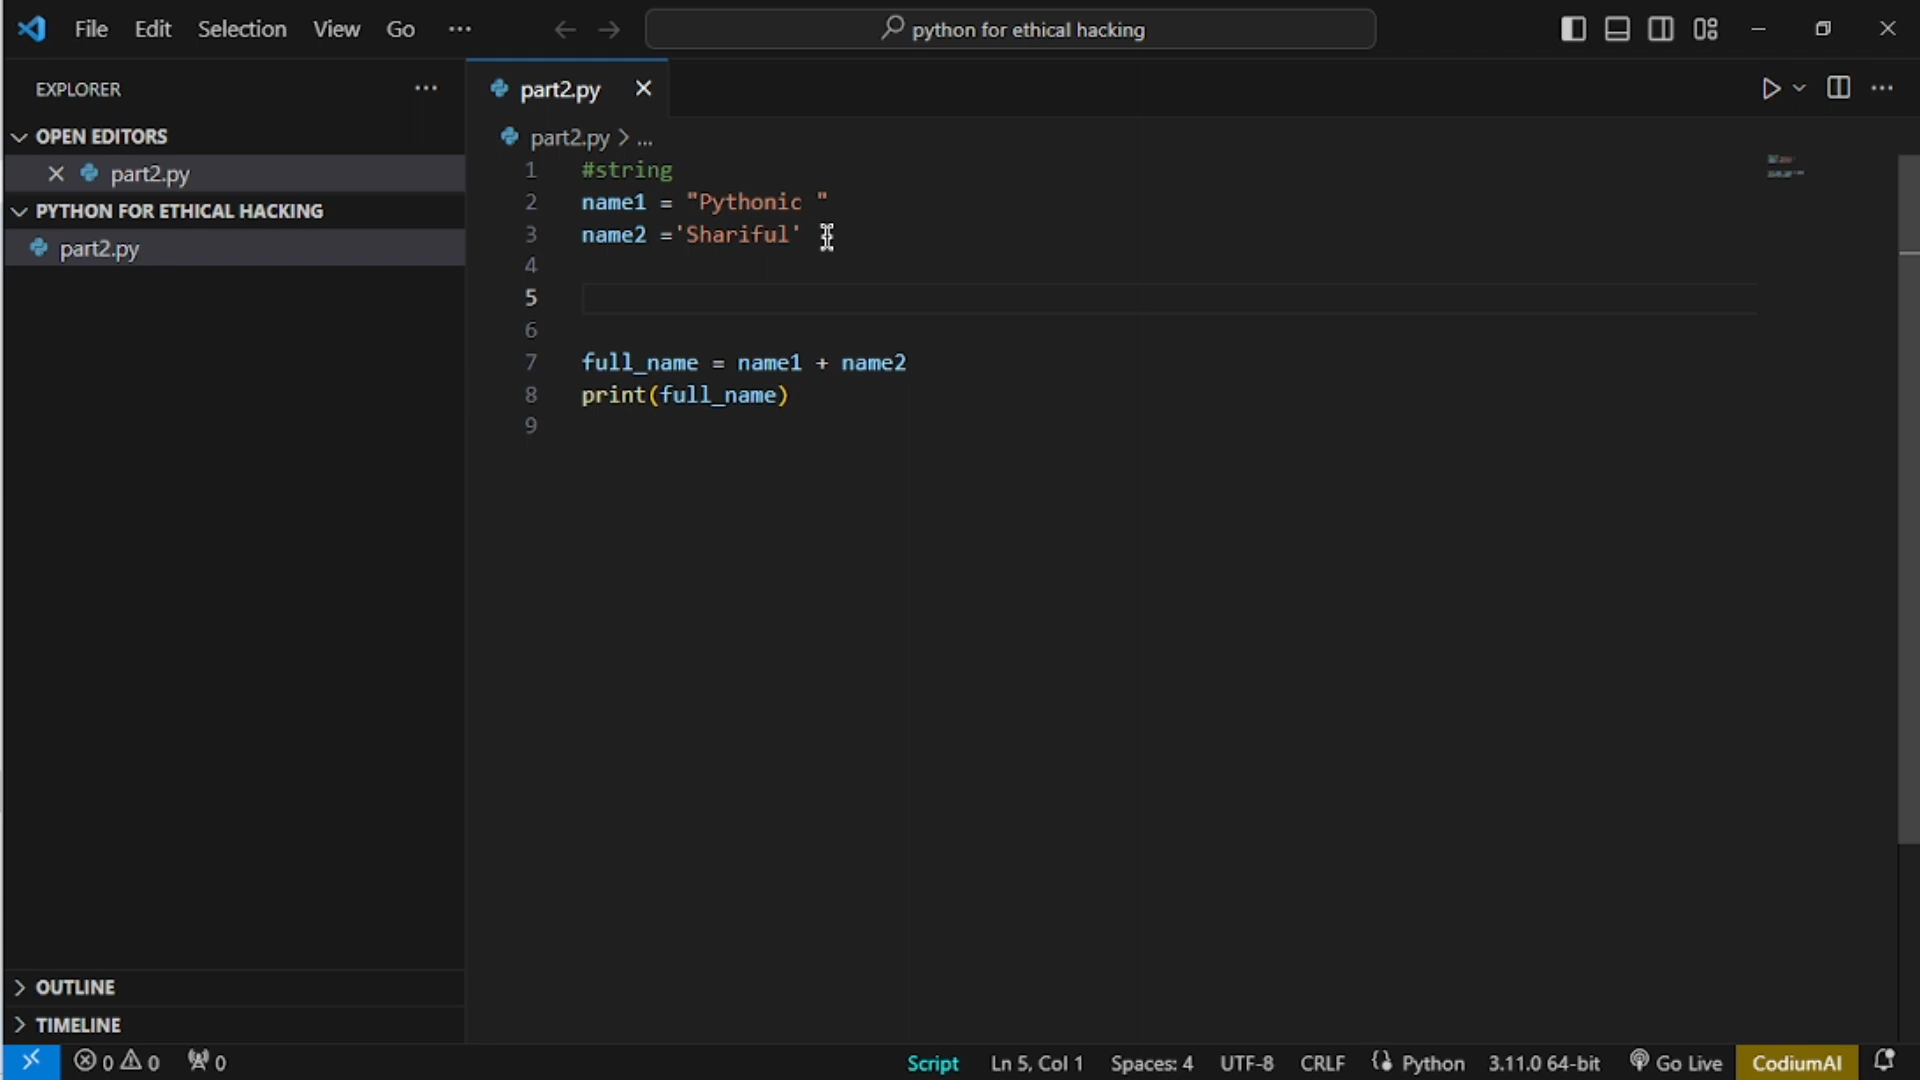 File Edit Selection View Go ...
python for ethical hacking
EXPLORER ...
part2.py
OPEN EDITORS
part2.py
PYTHON FOR ETHICAL HACKING
part2.py
OUTLINE
TIMELINE
part2.py > ...
1 #string
2 name1 = "Pythonic "
3 name2 ='Shariful'
4
5
6
7 full_name = name1 + name2
8 print(full_name)
9
0 0 0 Script Ln 5, Col 1 Spaces: 4 UTF-8 CRLF Python 3.11.0 64-bit Go Live CodiumAI